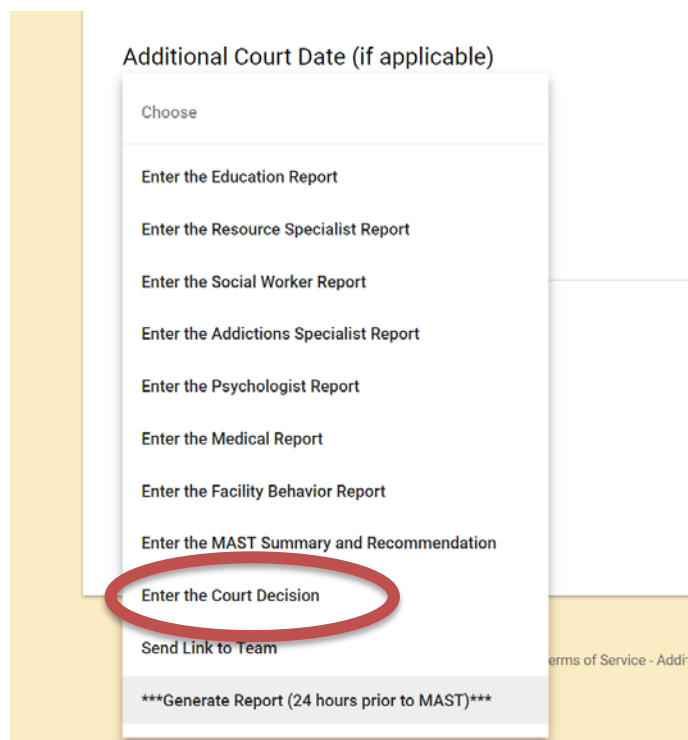 Additional Court Date (if applicable)
Choose
Enter the Education Report
Enter the Resource Specialist Report
Enter the Social Worker Report
Enter the Addictions Specialist Report
Enter the Psychologist Report
Enter the Medical Report
Enter the Facility Behavior Report
Enter the MAST Summary and Recommendation
Enter the Court Decision
Send Link to Team
erms of Service - Addi
***Generate Report (24 hours prior to MAST)***